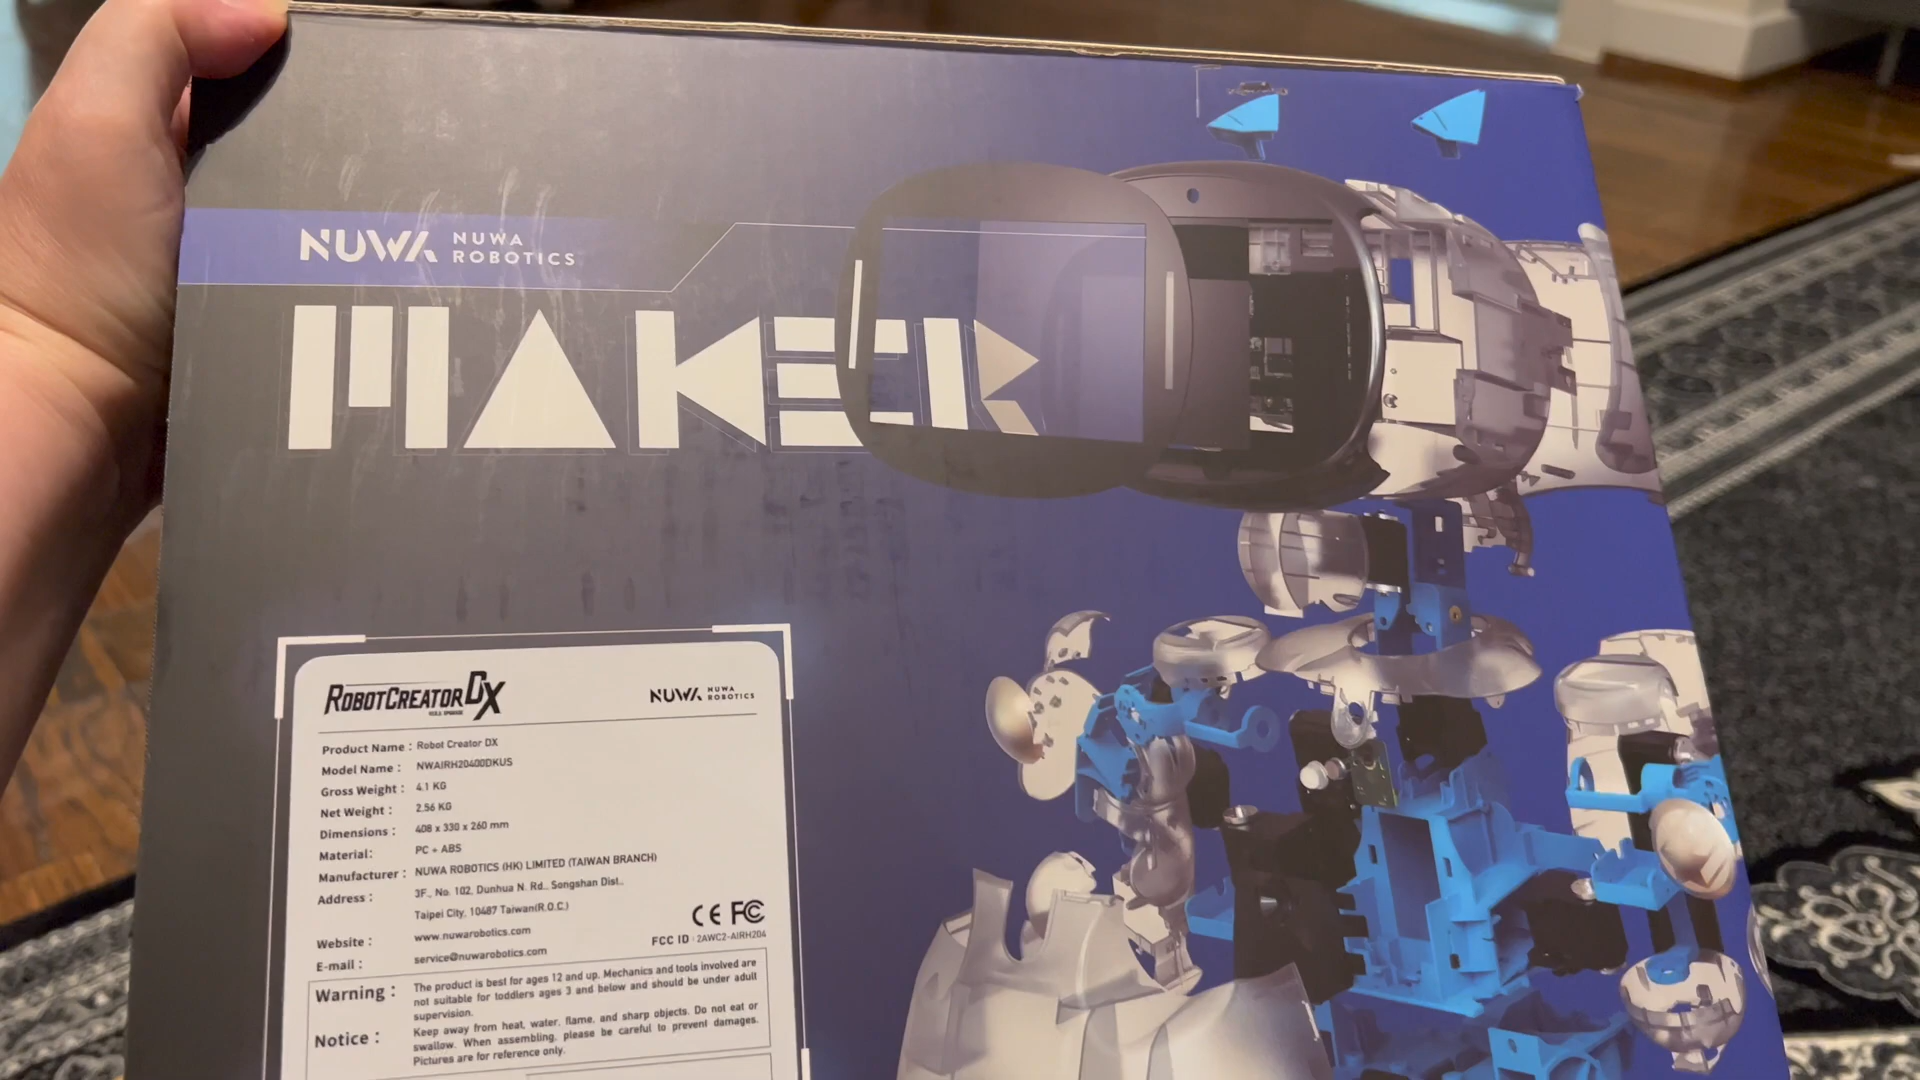 NUWA NUWA ROBOTICS
MAKER
ROBOTCREATOR DX
NUWA NUWA ROBOTICS
Product Name : Robot Creator DX
Model Name : NWAIRH20400DKUS
Gross Weight : 4.1 KG
Net Weight : 2.56 KG
Dimensions : 408 x 330 x 260 mm
Material : PC + ABS
Manufacturer : NUWA ROBOTICS (HK) LIMITED (TAIWAN BRANCH)
Address : 3F., No. 102, Dunhua N. Rd., Songshan Dist.,
Taipei City, 10487 Taiwan(R.O.C.)
Website : www.nuwarobotics.com
E-mail : service@nuwarobotics.com
CE FC
FCC ID : 2AWC2-AIRH204
Warning : The product is best for ages 12 and up. Mechanics and tools involved are
not suitable for toddlers ages 3 and below and should be under adult
supervision.
Notice : Keep away from heat, water, flame, and sharp objects. Do not eat or
swallow. When assembling, please be careful to prevent damages.
Pictures are for reference only.